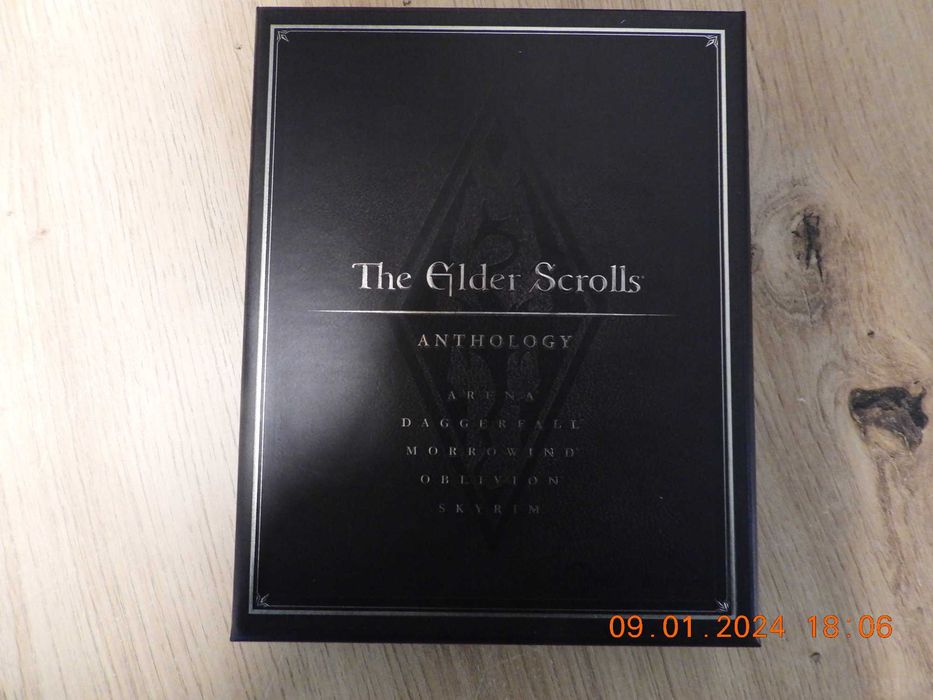 The Elder Scrolls
ANTHOLOGY
ARENA
DAGGERFALL
MORROWIND
OBLIVION
SKYRIM
09.01.2024 18:06